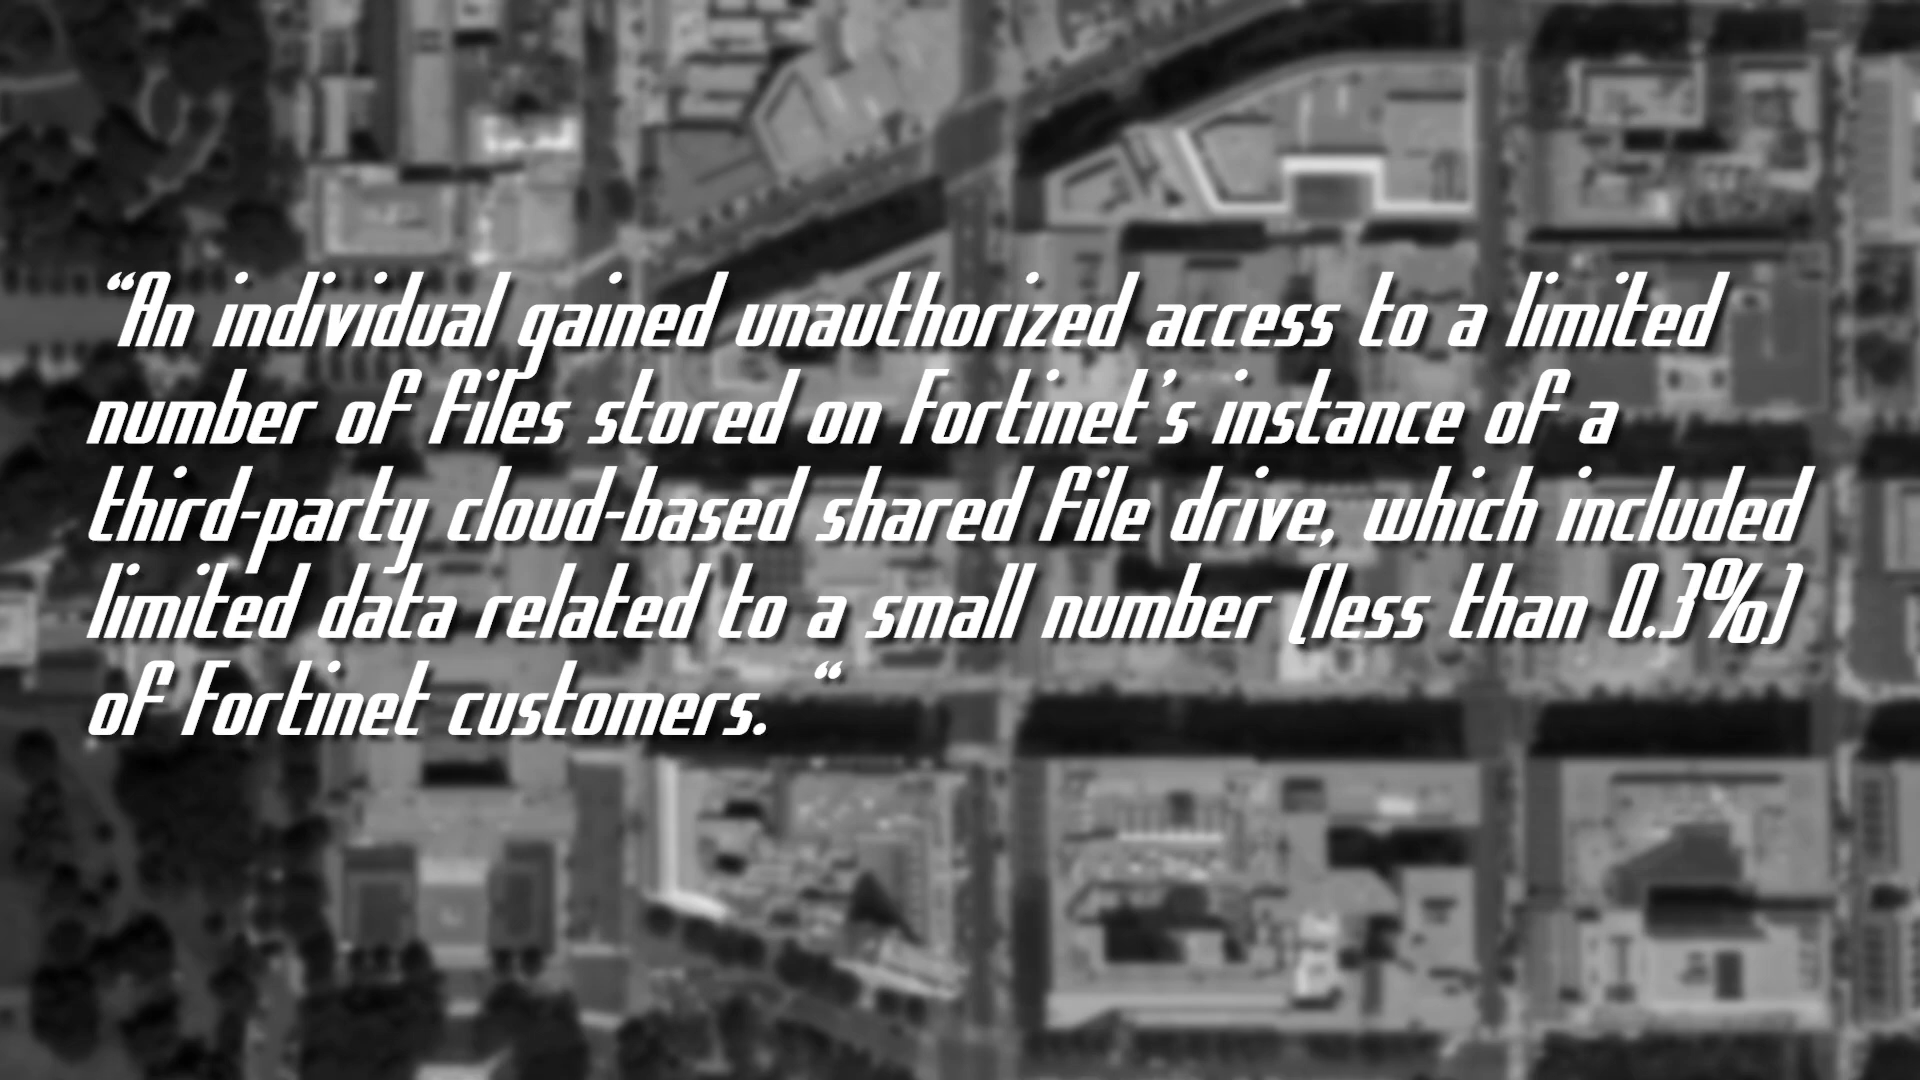 “An individual gained unauthorized access to a limited
number of files stored on Fortinet’s instance of a
third-party cloud-based shared file drive, which included
limited data related to a small number (less than 0.3%)
of Fortinet customers. “